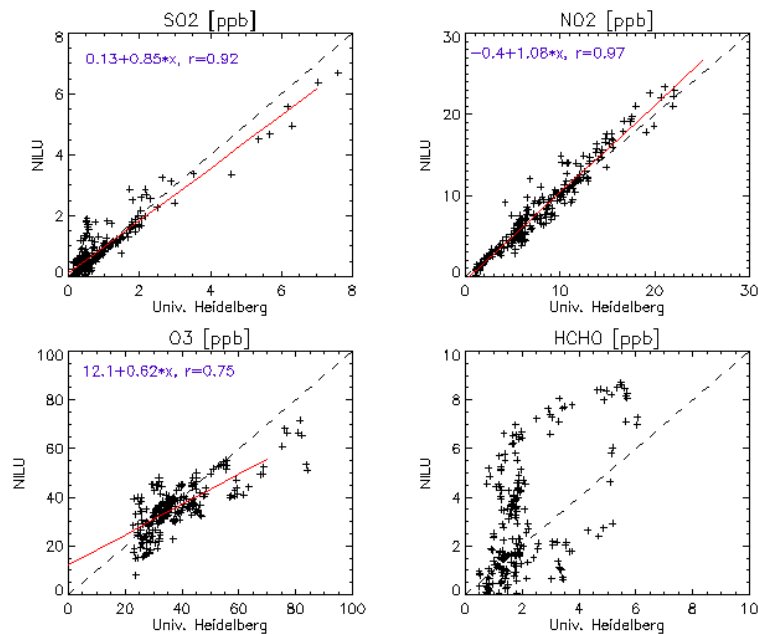 SO2 [ppb]
0.13+0.85*x, r=0.92
NILU
8
6
4
2
0
0 2 4 6 8
Univ. Heidelberg
NO2 [ppb]
-0.4+1.08*x, r=0.97
NILU
30
20
10
0
0 10 20 30
Univ. Heidelberg
O3 [ppb]
12.1+0.62*x, r=0.75
NILU
100
80
60
40
20
0
0 20 40 60 80 100
Univ. Heidelberg
HCHO [ppb]
NILU
10
8
6
4
2
0
0 2 4 6 8 10
Univ. Heidelberg